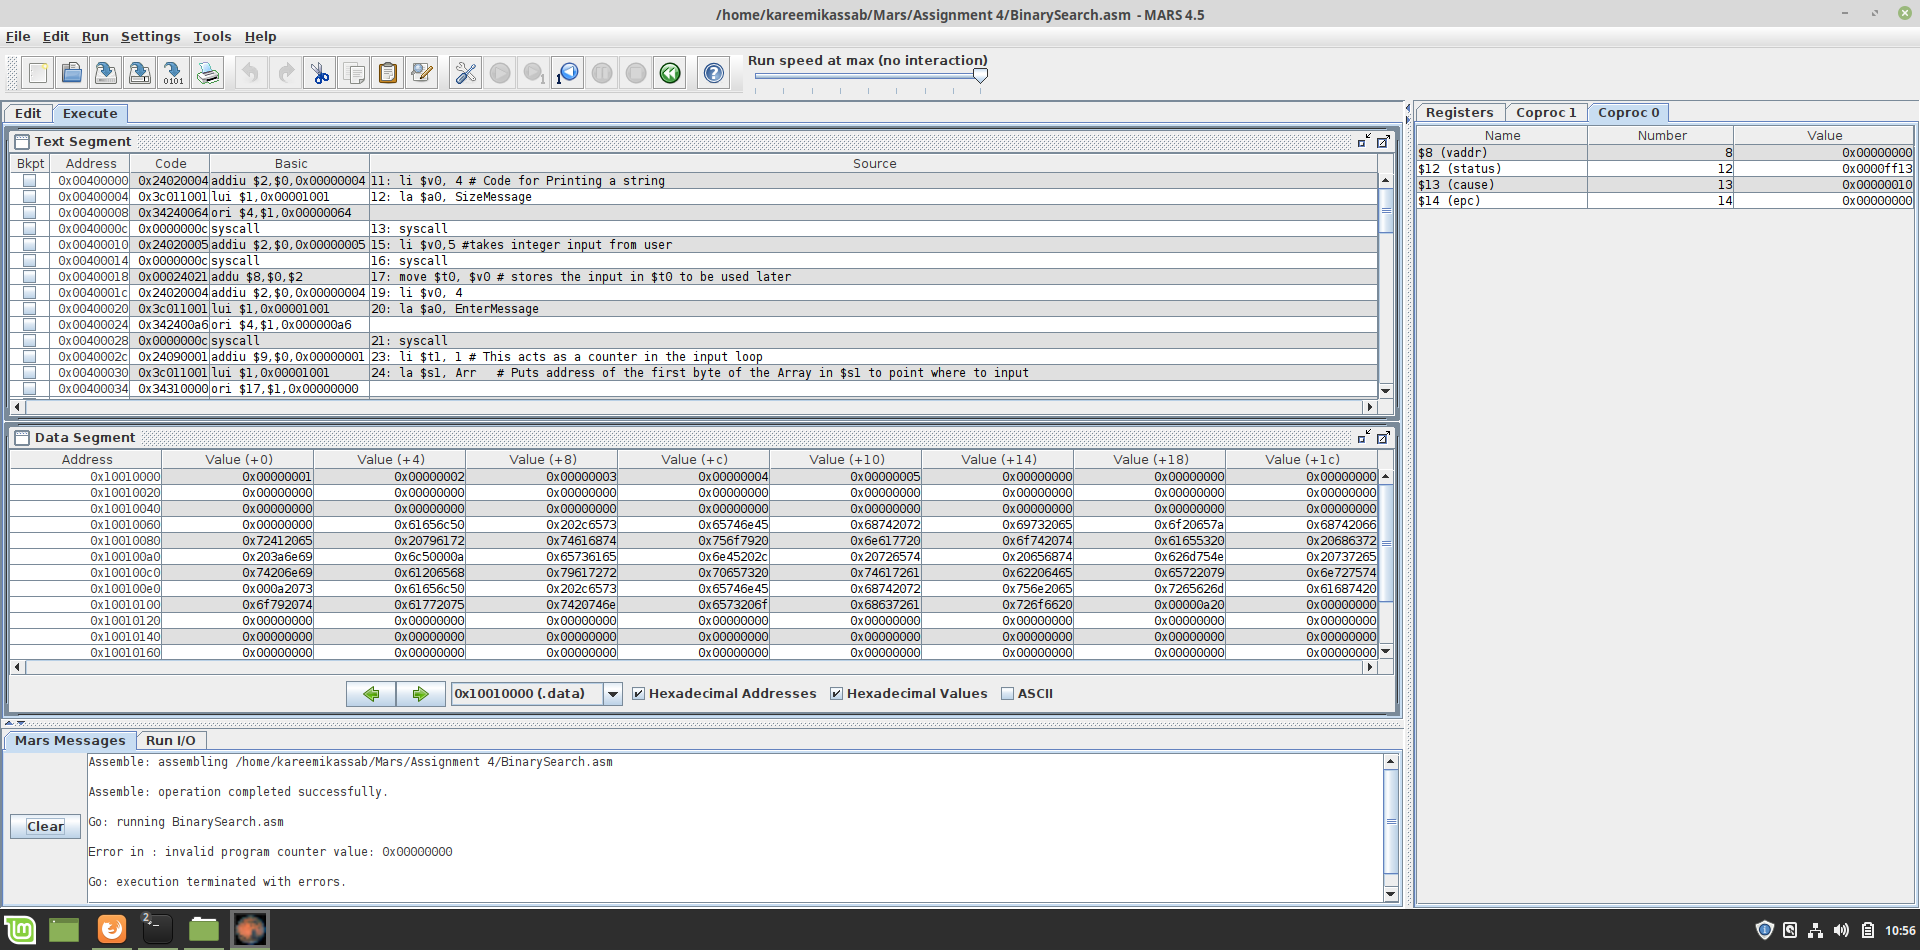 /home/kareemikassab/Mars/Assignment 4/BinarySearch.asm - MARS 4.5
File Edit Run Settings Tools Help
Run speed at max (no interaction)
Edit Execute
Text Segment
Bkpt Address Code Basic Source
0x00400000 0x24020004 addiu $2,$0,0x00000004 11: li $v0, 4 # Code for Printing a string
0x00400004 0x3c011001 lui $1,0x00001001 12: la $a0, SizeMessage
0x00400008 0x34240064 ori $4,$1,0x00000064
0x0040000c 0x0000000c syscall 13: syscall
0x00400010 0x24020005 addiu $2,$0,0x00000005 15: li $v0,5 #takes integer input from user
0x00400014 0x0000000c syscall 16: syscall
0x00400018 0x00024021 addu $8,$0,$2 17: move $t0, $v0 # stores the input in $t0 to be used later
0x0040001c 0x24020004 addiu $2,$0,0x00000004 19: li $v0, 4
0x00400020 0x3c011001 lui $1,0x00001001 20: la $a0, EnterMessage
0x00400024 0x342400a6 ori $4,$1,0x000000a6
0x00400028 0x0000000c syscall 21: syscall
0x0040002c 0x24090001 addiu $9,$0,0x00000001 23: li $t1, 1 # This acts as a counter in the input loop
0x00400030 0x3c011001 lui $1,0x00001001 24: la $s1, Arr # Puts address of the first byte of the Array in $s1 to point where to input
0x00400034 0x34310000 ori $17,$1,0x00000000
Data Segment
Address Value (+0) Value (+4) Value (+8) Value (+c) Value (+10) Value (+14) Value (+18) Value (+1c)
0x10010000 0x00000001 0x00000002 0x00000003 0x00000004 0x00000005 0x00000000 0x00000000 0x00000000
0x10010020 0x00000000 0x00000000 0x00000000 0x00000000 0x00000000 0x00000000 0x00000000 0x00000000
0x10010040 0x00000000 0x00000000 0x00000000 0x00000000 0x00000000 0x00000000 0x00000000 0x00000000
0x10010060 0x00000000 0x61656c50 0x202c6573 0x65746e45 0x68742072 0x69732065 0x6f20657a 0x68742066
0x10010080 0x72412065 0x20796172 0x74616874 0x756f7920 0x6e617720 0x6f742074 0x61655320 0x20686372
0x100100a0 0x203a6e69 0x6c50000a 0x65736165 0x6e45202c 0x20726574 0x20656874 0x626d754e 0x20737265
0x100100c0 0x74206e69 0x61206568 0x79617272 0x70657320 0x74617261 0x62206465 0x65722079 0x6e727574
0x100100e0 0x000a2073 0x61656c50 0x202c6573 0x65746e45 0x68742072 0x756e2065 0x7265626d 0x61687420
0x10010100 0x6f792074 0x61772075 0x7420746e 0x6573206f 0x68637261 0x726f6620 0x00000a20 0x00000000
0x10010120 0x00000000 0x00000000 0x00000000 0x00000000 0x00000000 0x00000000 0x00000000 0x00000000
0x10010140 0x00000000 0x00000000 0x00000000 0x00000000 0x00000000 0x00000000 0x00000000 0x00000000
0x10010160 0x00000000 0x00000000 0x00000000 0x00000000 0x00000000 0x00000000 0x00000000 0x00000000
0x10010000 (.data) Hexadecimal Addresses Hexadecimal Values ASCII
Mars Messages Run I/O
Assemble: assembling /home/kareemikassab/Mars/Assignment 4/BinarySearch.asm
Assemble: operation completed successfully.
Go: running BinarySearch.asm
Error in : invalid program counter value: 0x00000000
Go: execution terminated with errors.
Clear
Registers Coproc 1 Coproc 0
Name Number Value
$8 (vaddr) 8 0x00000000
$12 (status) 12 0x0000ff13
$13 (cause) 13 0x00000010
$14 (epc) 14 0x00000000
2
10:56